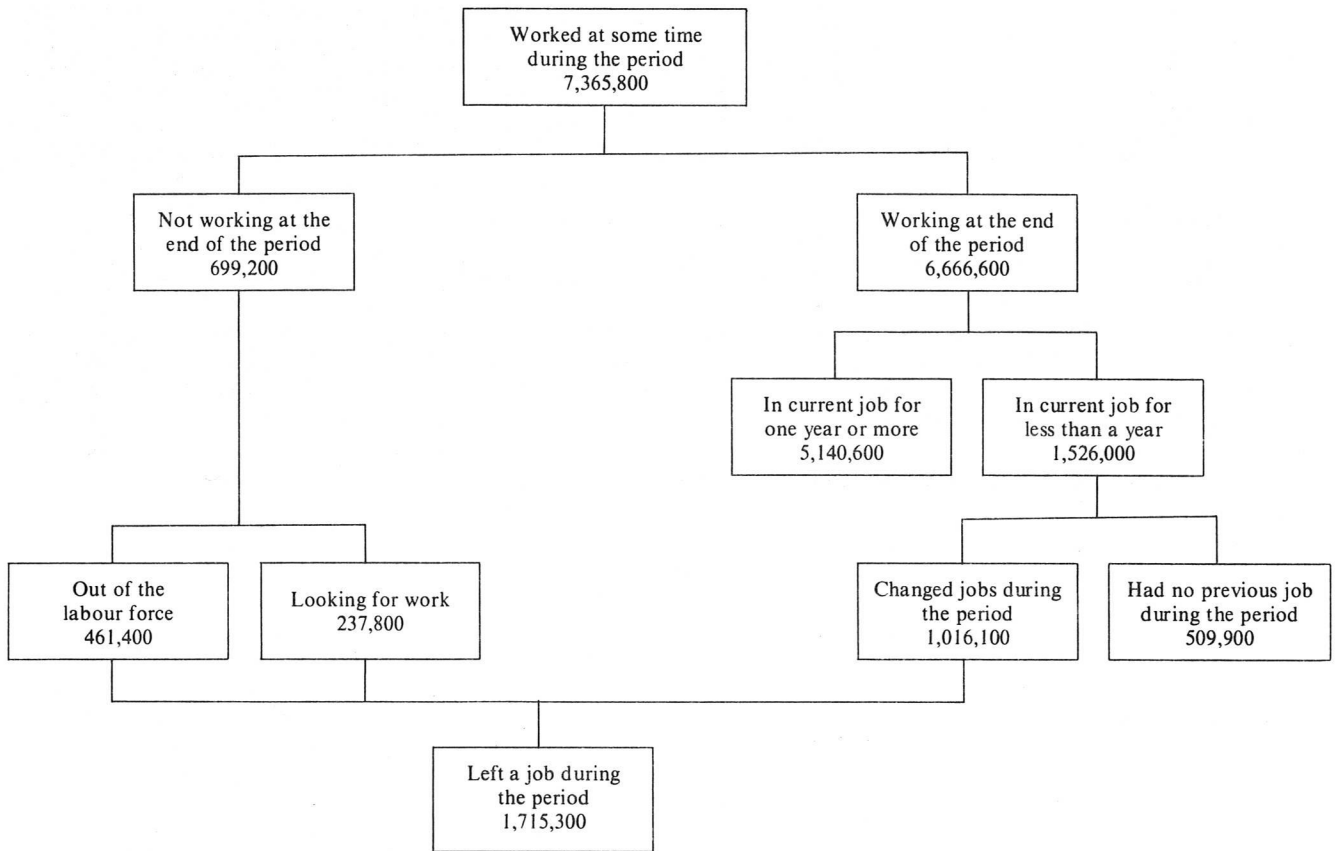 Worked at some time
during the period
7,365,800
Not working at the
end of the period
699,200
Working at the end
of the period
6,666,600
In current job for
one year or more
5,140,600
In current job for
less than a year
1,526,000
Out of the
labour force
461,400
Looking for work
237,800
Changed jobs during
the period
1,016,100
Had no previous job
during the period
509,900
Left a job during
the period
1,715,300